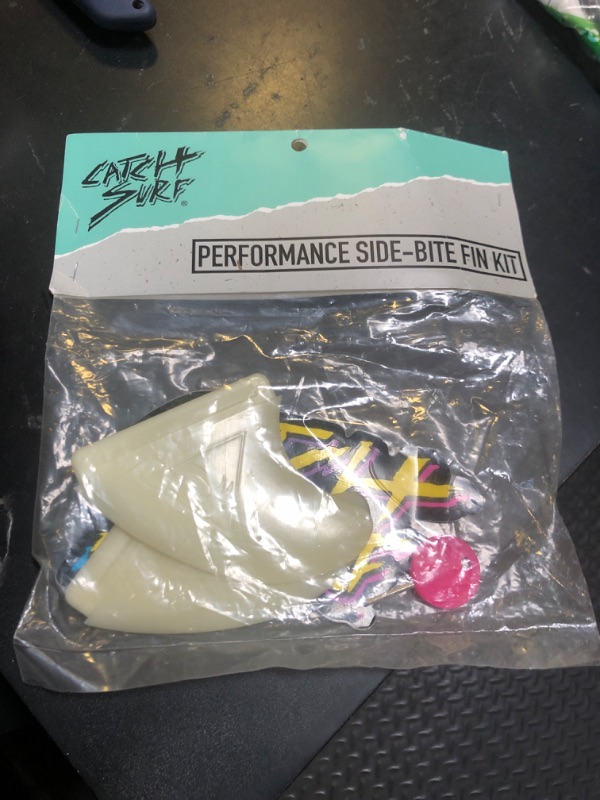 CATCH
SURF®
PERFORMANCE SIDE-BITE FIN KIT